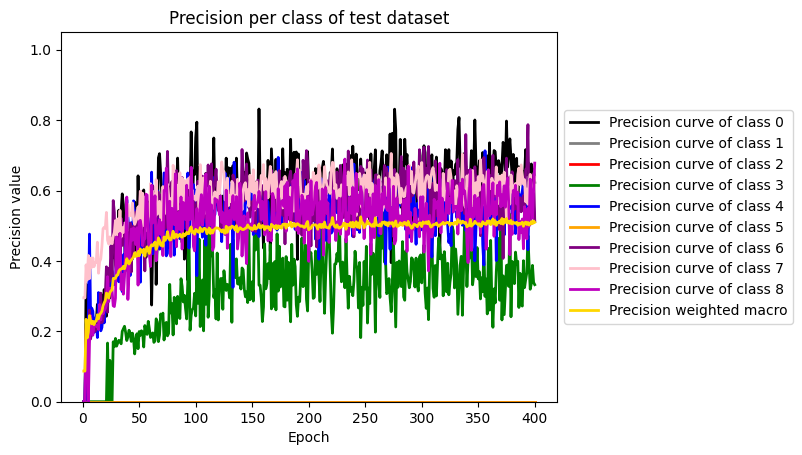 Precision per class of test dataset
Precision value
1.0
0.8
0.6
0.4
0.2
0.0
0
50
100
150
200
250
300
350
400
Epoch
Precision curve of class 0
Precision curve of class 1
Precision curve of class 2
Precision curve of class 3
Precision curve of class 4
Precision curve of class 5
Precision curve of class 6
Precision curve of class 7
Precision curve of class 8
Precision weighted macro